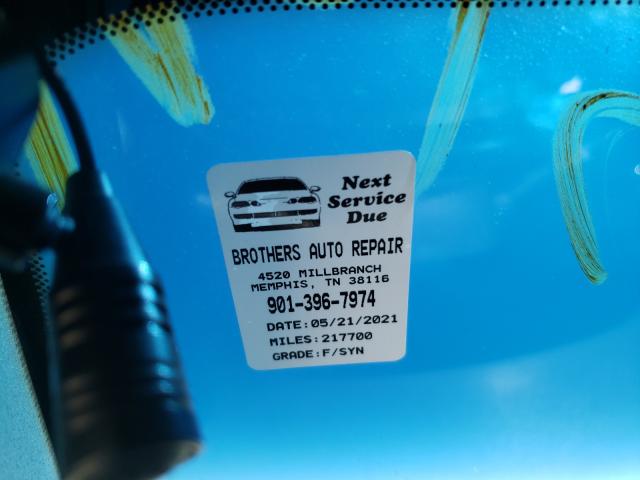 Next
Service
Due
BROTHERS AUTO REPAIR
4520 MILLBRANCH
MEMPHIS, TN 38116
901-396-7974
DATE:05/21/2021
MILES:217700
GRADE:F/SYN